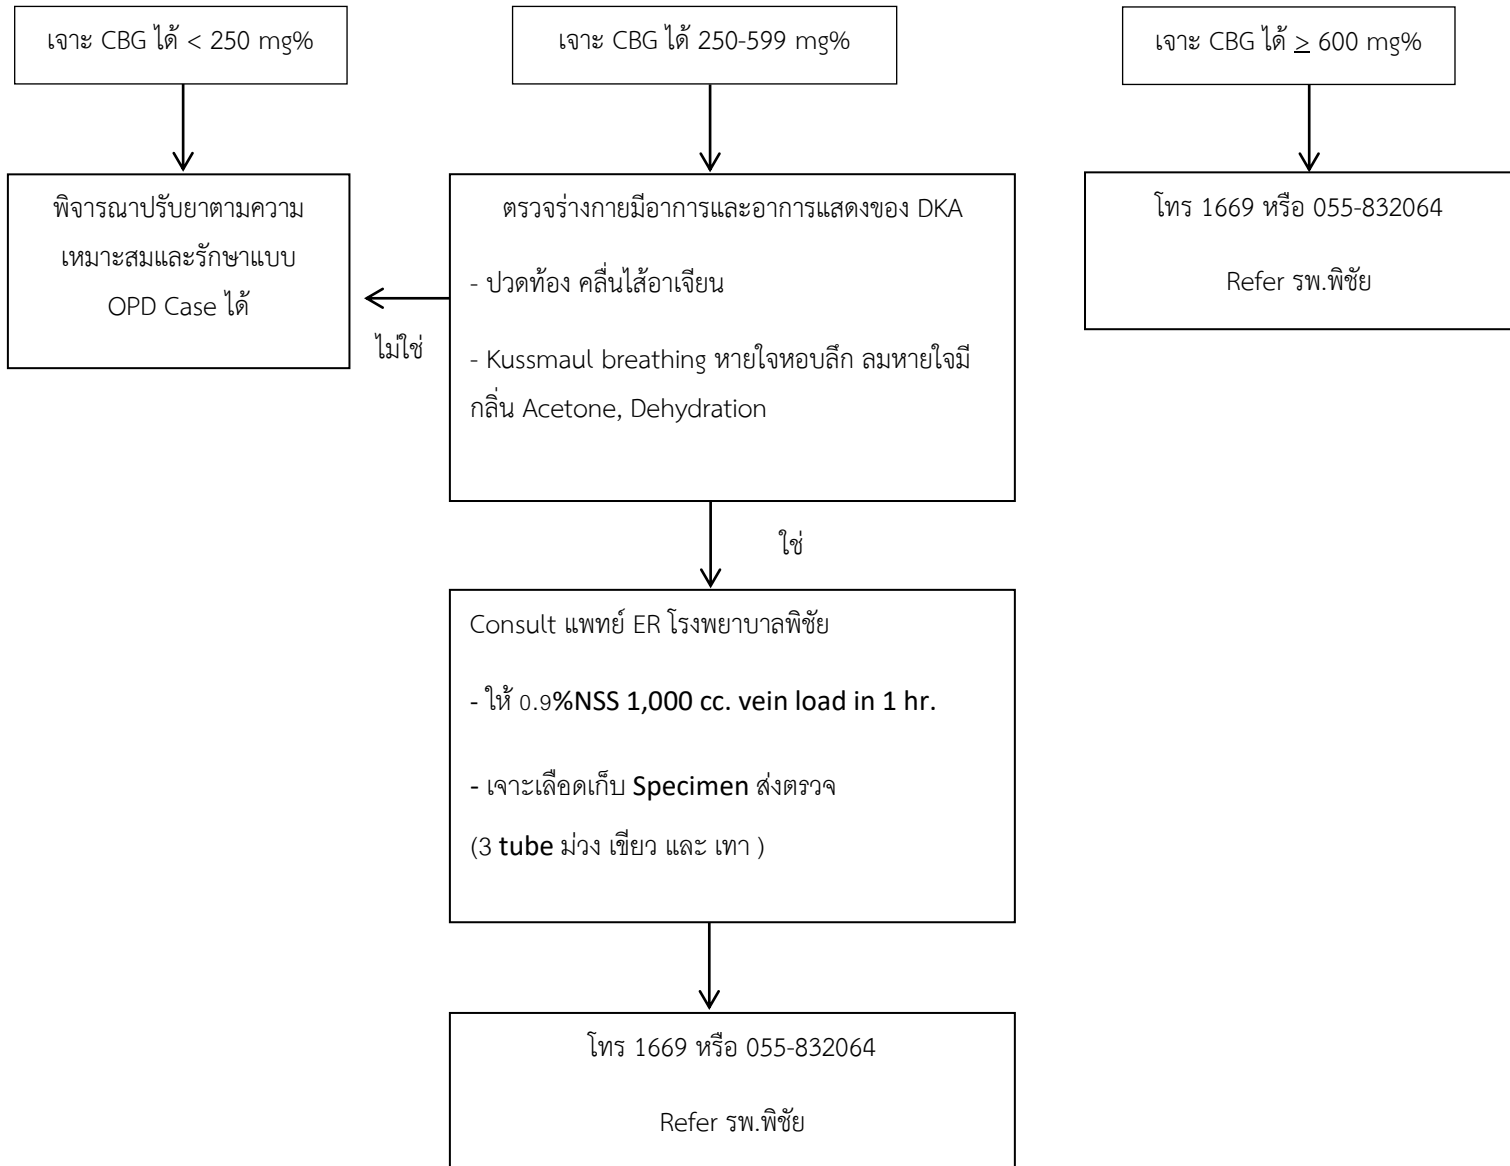 เจาะ CBG ได้ < 250 mg%
เจาะ CBG ได้ 250-599 mg%
เจาะ CBG ได้ ≥ 600 mg%
พิจารณาปรับยาตามความ
เหมาะสมและรักษาแบบ
OPD Case ได้
ไม่ใช่
ตรวจร่างกายมีอาการและอาการแสดงของ DKA
- ปวดท้อง คลื่นไส้อาเจียน
- Kussmaul breathing หายใจหอบลึก ลมหายใจมี
กลิ่น Acetone, Dehydration
โทร 1669 หรือ 055-832064
Refer รพ.พิชัย
ใช่
Consult แพทย์ ER โรงพยาบาลพิชัย
- ให้ 0.9%NSS 1,000 cc. vein load in 1 hr.
- เจาะเลือดเก็บ Specimen ส่งตรวจ
(3 tube ม่วง เขียว และ เทา )
โทร 1669 หรือ 055-832064
Refer รพ.พิชัย